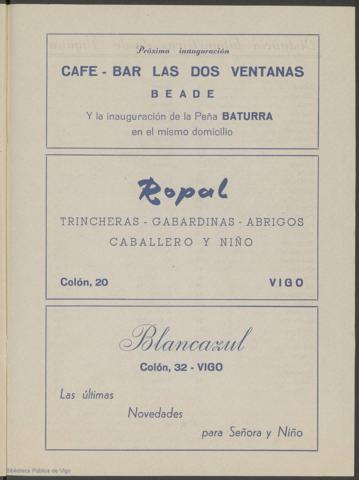 Próxima inauguración
CAFE - BAR LAS DOS VENTANAS
BEADE
Y la inauguración de la Peña BATURRA
en el mismo domicilio
Ropal
TRINCHERAS - GABARDINAS - ABRIGOS
CABALLERO Y NIÑO
Colón, 20 VIGO
Blancazul
Colón, 32 - VIGO
Las últimas
Novedades
para Señora y Niño
Biblioteca Pública de Vigo